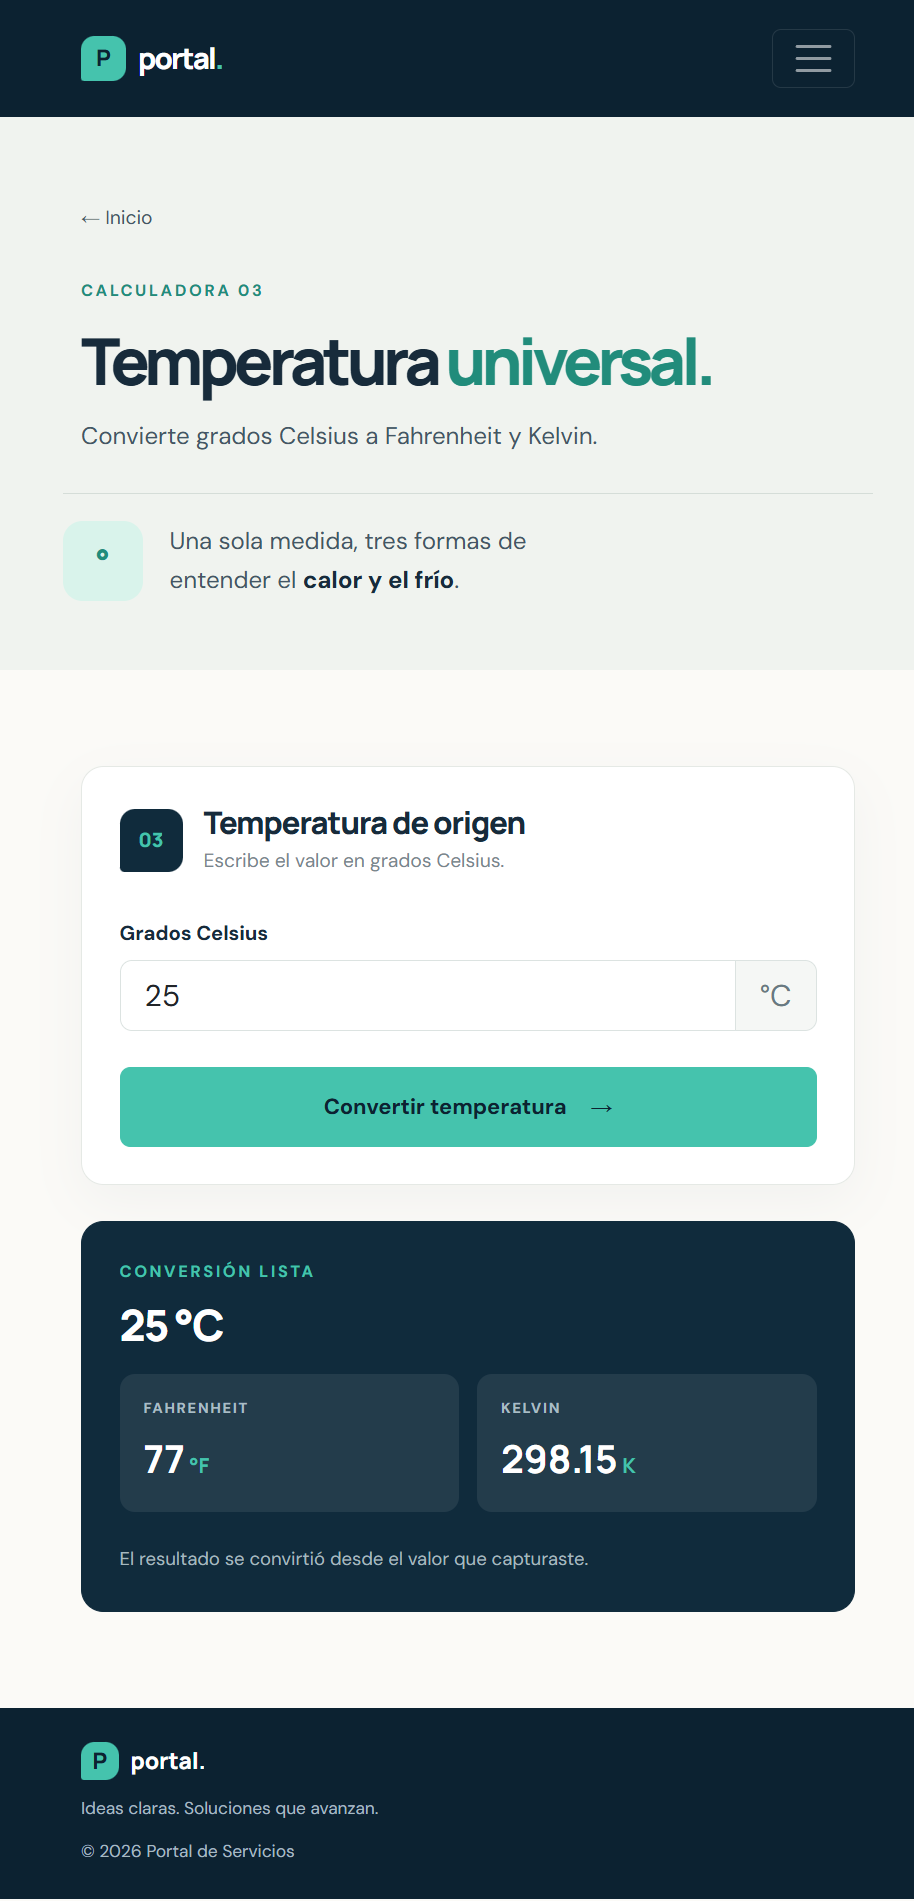 P portal.
← Inicio
CALCULADORA 03
Temperatura universal.
Convierte grados Celsius a Fahrenheit y Kelvin.
°
Una sola medida, tres formas de
entender el calor y el frío.
03
Temperatura de origen
Escribe el valor en grados Celsius.
Grados Celsius
25 °C
Convertir temperatura →
CONVERSIÓN LISTA
25 °C
FAHRENHEIT
77 °F
KELVIN
298.15 K
El resultado se convirtió desde el valor que capturaste.
P portal.
Ideas claras. Soluciones que avanzan.
© 2026 Portal de Servicios